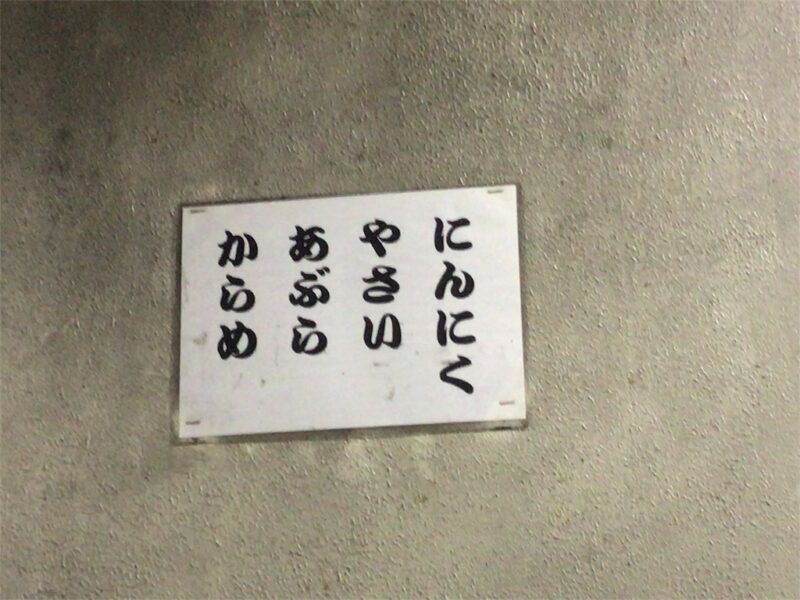 にんにく
やさい
あぶら
からめ